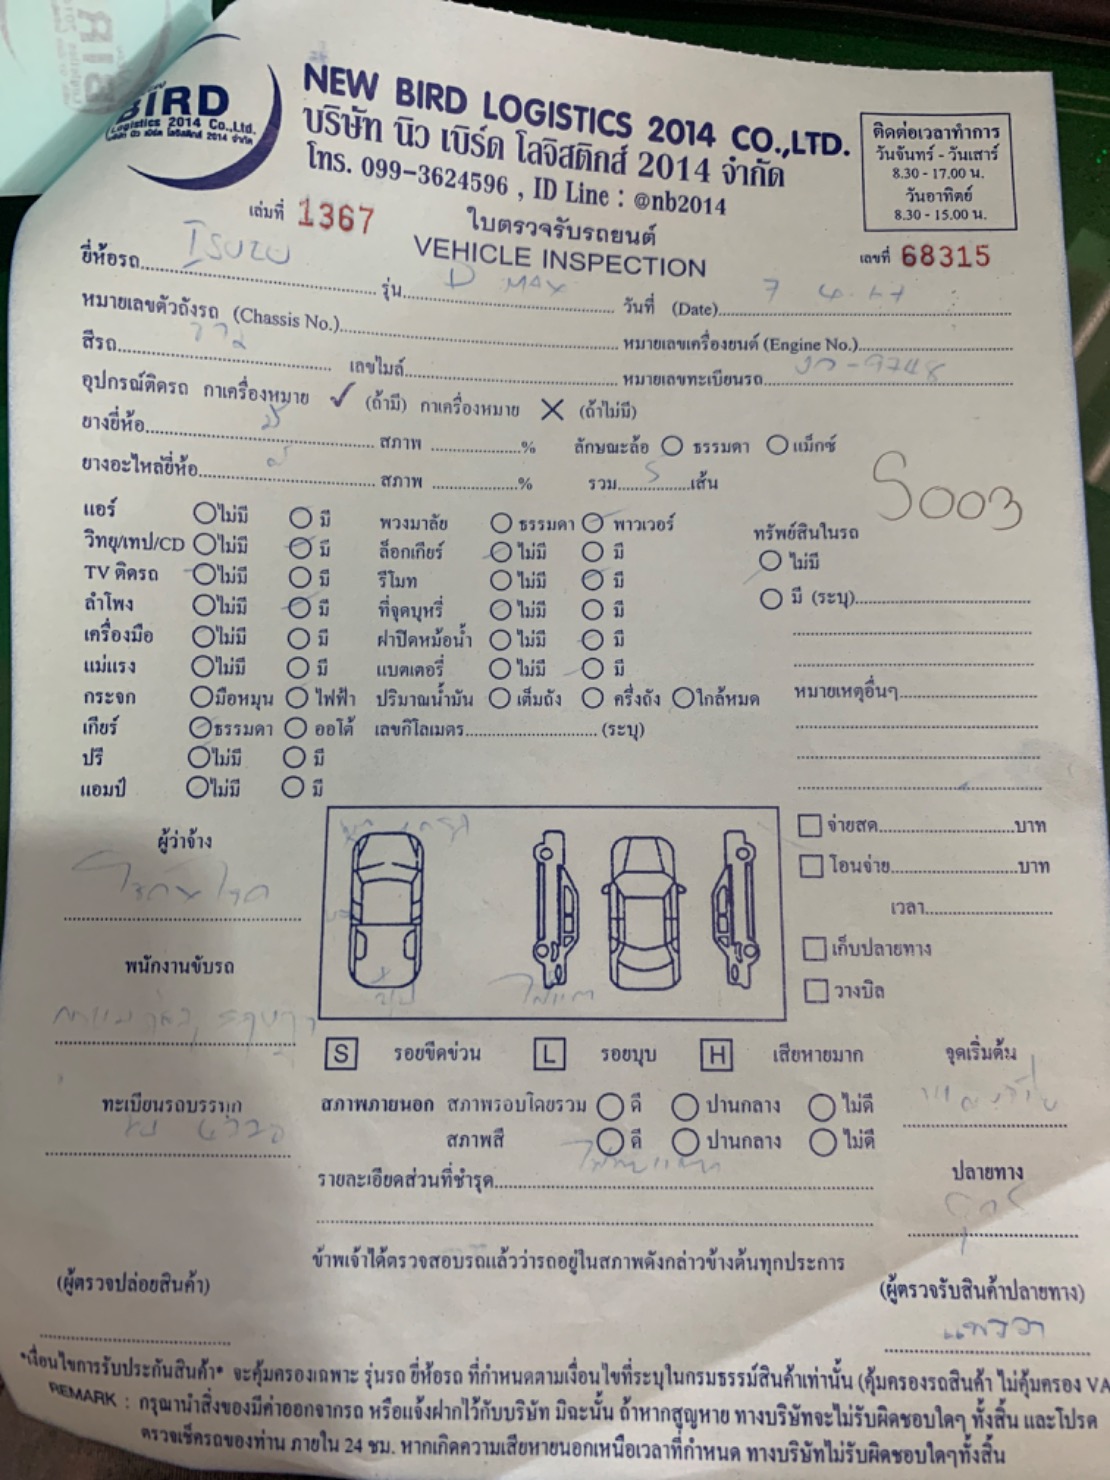 BIRD
Logistics 2014 Co.,Ltd.
บริษัท นิว เบิร์ด โลจิสติกส์ 2014 จำกัด
NEW BIRD LOGISTICS 2014 CO.,LTD.
บริษัท นิว เบิร์ด โลจิสติกส์ 2014 จำกัด
โทร. 099-3624596 , ID Line : @nb2014
ติดต่อเวลาทำการ
วันจันทร์ - วันเสาร์
8.30 - 17.00 น.
วันอาทิตย์
8.30 - 15.00 น.
เล่มที่ 1367
ใบตรวจรับรถยนต์
VEHICLE INSPECTION
เลขที่ 68315
ยี่ห้อรถ ISUZU รุ่น D MAX วันที่ (Date) 7
หมายเลขตัวถังรถ (Chassis No.) หมายเลขเครื่องยนต์ (Engine No.)
สีรถ ขาว เลขไมล์ หมายเลขทะเบียนรถ -9748
อุปกรณ์ติดรถ กาเครื่องหมาย ✓ (ถ้ามี) กาเครื่องหมาย ✕ (ถ้าไม่มี)
ยางยี่ห้อ มี สภาพ % ลักษณะล้อ ธรรมดา แม็กซ์
ยางอะไหล่ยี่ห้อ มี สภาพ % รวม 5 เส้น
S003
แอร์ ไม่มี มี พวงมาลัย ธรรมดา พาวเวอร์
วิทยุ/เทป/CD ไม่มี มี ล็อกเกียร์ ไม่มี มี ทรัพย์สินในรถ
TV ติดรถ ไม่มี มี รีโมท ไม่มี มี ไม่มี
ลำโพง ไม่มี มี ที่จุดบุหรี่ ไม่มี มี มี (ระบุ)
เครื่องมือ ไม่มี มี ฝาปิดหม้อน้ำ ไม่มี มี
แม่แรง ไม่มี มี แบตเตอรี่ ไม่มี มี
กระจก มือหมุน ไฟฟ้า ปริมาณน้ำมัน เต็มถัง ครึ่งถัง ใกล้หมด หมายเหตุอื่นๆ
เกียร์ ธรรมดา ออโต้ เลขกิโลเมตร (ระบุ)
ปรี ไม่มี มี
แอมป์ ไม่มี มี
ผู้ว่าจ้าง
จ่ายสด บาท
โอนจ่าย บาท
เวลา
เก็บปลายทาง
วางบิล
พนักงานขับรถ
S รอยขีดข่วน L รอยบุบ H เสียหายมาก จุดเริ่มต้น
ทะเบียนรถบรรทุก
สภาพภายนอก สภาพรอบโดยรวม ดี ปานกลาง ไม่ดี
สภาพสี ดี ปานกลาง ไม่ดี
รายละเอียดส่วนที่ชำรุด
ปลายทาง
ข้าพเจ้าได้ตรวจสอบรถแล้วว่ารถอยู่ในสภาพดังกล่าวข้างต้นทุกประการ
(ผู้ตรวจปล่อยสินค้า) (ผู้ตรวจรับสินค้าปลายทาง)
*เงื่อนไขการรับประกันสินค้า* จะคุ้มครองเฉพาะ รุ่นรถ ยี่ห้อรถ ที่กำหนดตามเงื่อนไขที่ระบุในกรมธรรม์สินค้าเท่านั้น (คุ้มครองรถสินค้า ไม่คุ้มครอง VA
REMARK : กรุณานำสิ่งของมีค่าออกจากรถ หรือแจ้งฝากไว้กับบริษัท มิฉะนั้น ถ้าหากสูญหาย ทางบริษัทจะไม่รับผิดชอบใดๆ ทั้งสิ้น และโปรด
ตรวจเช็ครถของท่าน ภายใน 24 ชม. หากเกิดความเสียหายนอกเหนือเวลาที่กำหนด ทางบริษัทไม่รับผิดชอบใดๆทั้งสิ้น